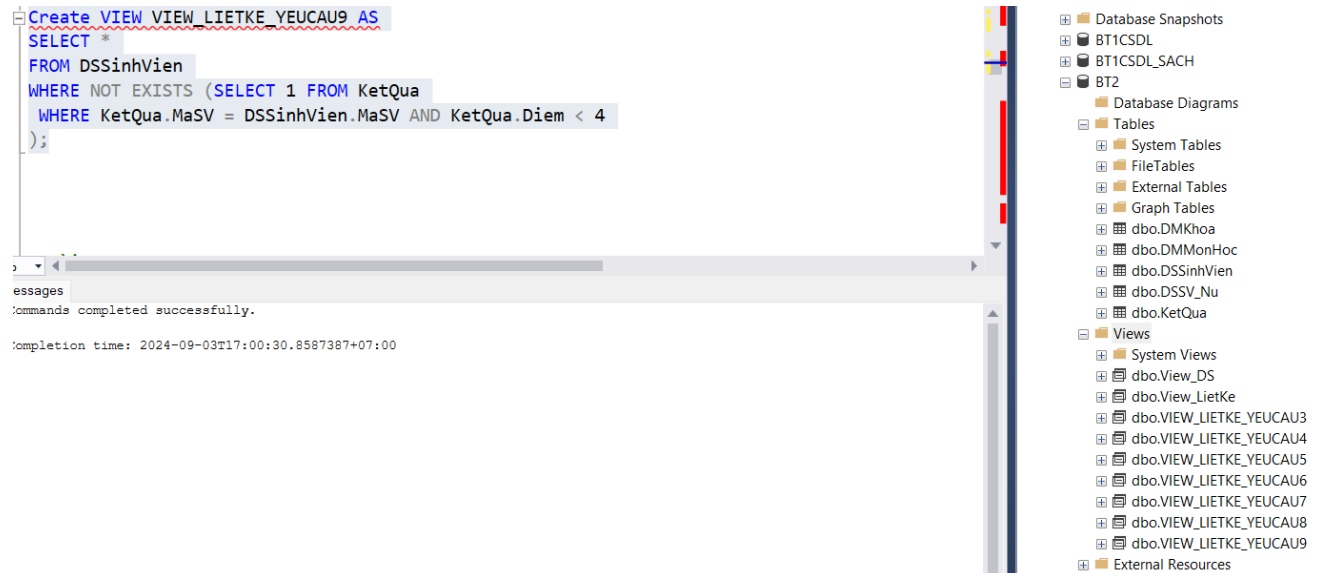 Create VIEW VIEW_LIETKE_YEUCAU9 AS
SELECT *
FROM DSSinhVien
WHERE NOT EXISTS (SELECT 1 FROM KetQua
WHERE KetQua.MaSV = DSSinhVien.MaSV AND KetQua.Diem < 4
);
essages
ommands completed successfully.
ompletion time: 2024-09-03T17:00:30.8587387+07:00
Database Snapshots
BT1CSDL
BT1CSDL_SACH
BT2
Database Diagrams
Tables
System Tables
FileTables
External Tables
Graph Tables
dbo.DMKhoa
dbo.DMMonHoc
dbo.DSSinhVien
dbo.DSSV_Nu
dbo.KetQua
Views
System Views
dbo.View_DS
dbo.View_LietKe
dbo.VIEW_LIETKE_YEUCAU3
dbo.VIEW_LIETKE_YEUCAU4
dbo.VIEW_LIETKE_YEUCAU5
dbo.VIEW_LIETKE_YEUCAU6
dbo.VIEW_LIETKE_YEUCAU7
dbo.VIEW_LIETKE_YEUCAU8
dbo.VIEW_LIETKE_YEUCAU9
External Resources